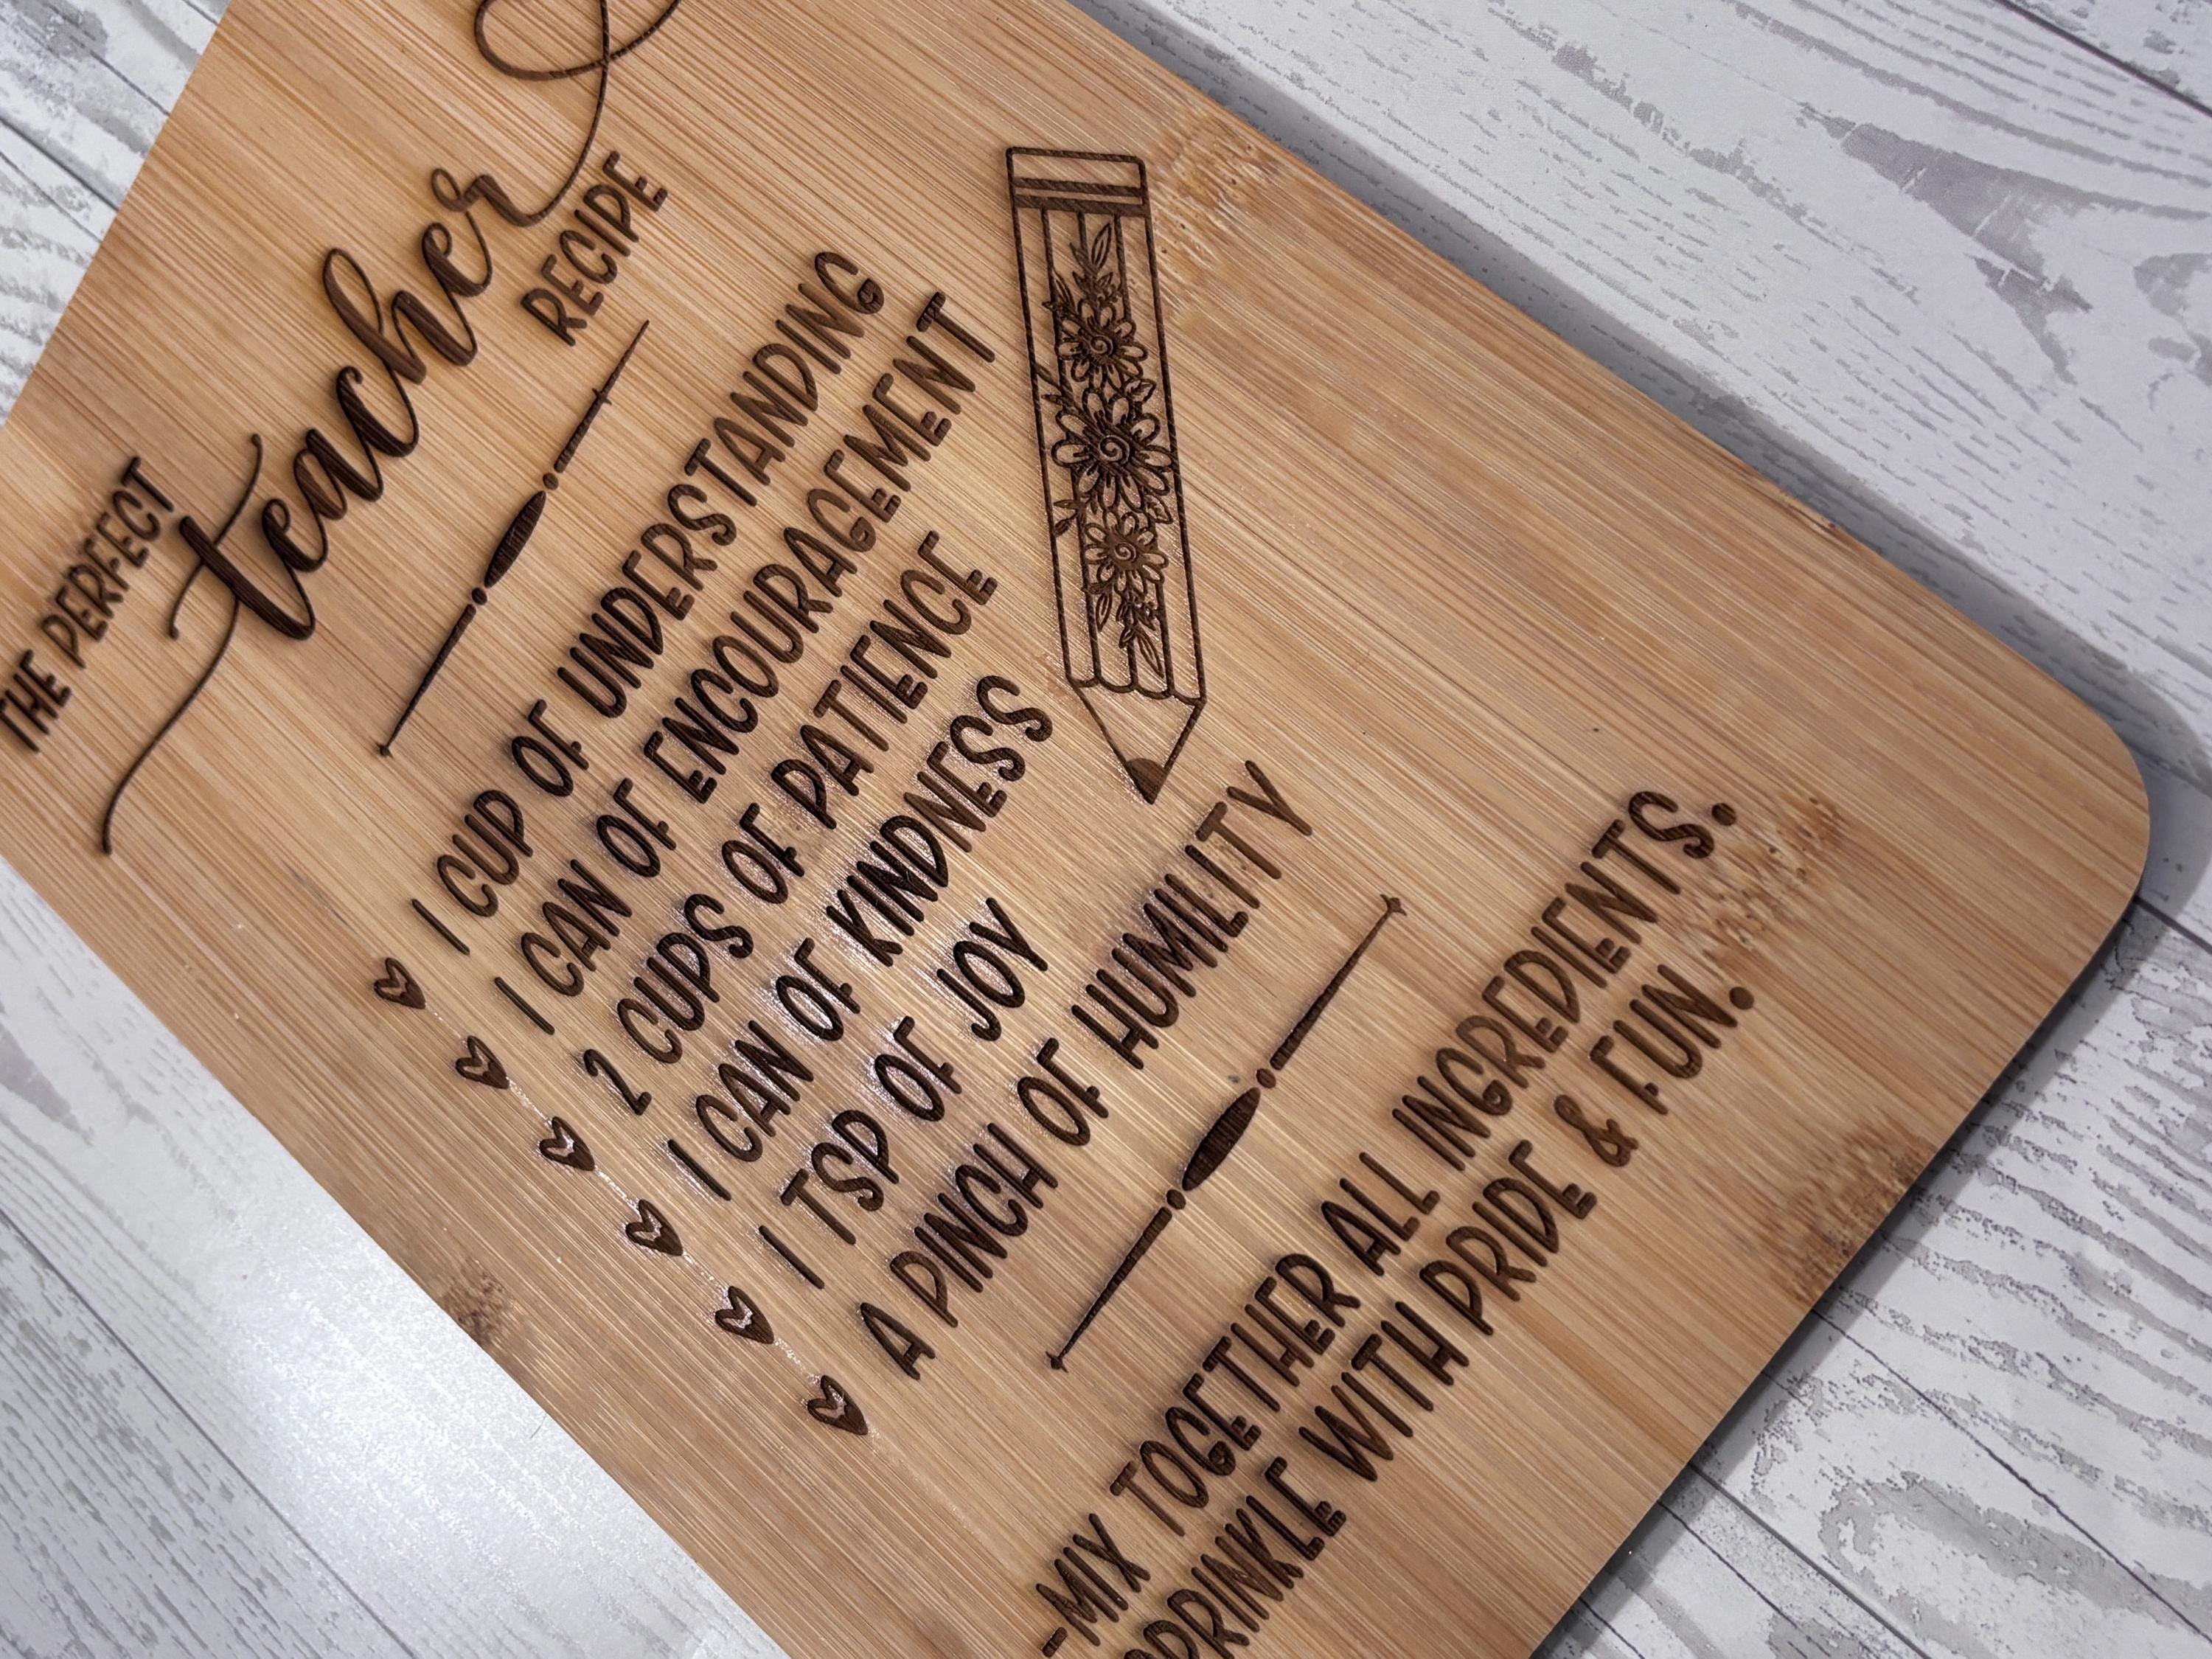 THE PERFECT
teacher
RECIPE
1 CUP OF UNDERSTANDING
1 CAN OF ENCOURAGEMENT
2 CUPS OF PATIENCE
1 CAN OF KINDNESS
1 TSP OF JOY
A PINCH OF HUMILITY
-MIX TOGETHER ALL INGREDIENTS.
SPRINKLE WITH PRIDE & FUN.